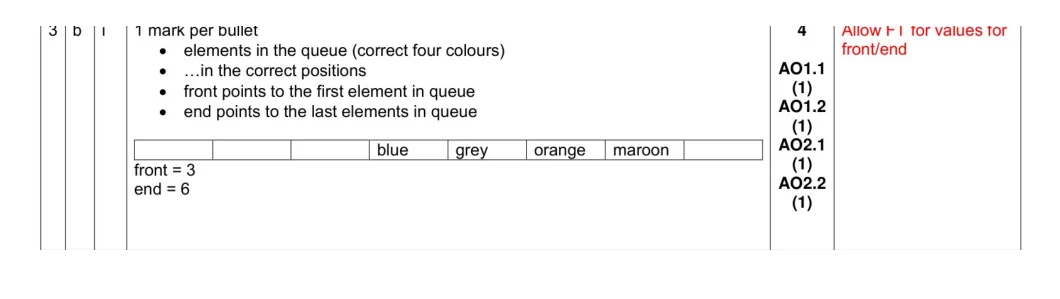 3 b i 1 mark per bullet 4 Allow FT for values for
• elements in the queue (correct four colours) front/end
• …in the correct positions AO1.1
• front points to the first element in queue (1)
• end points to the last elements in queue AO1.2
(1)
blue grey orange maroon AO2.1
front = 3 (1)
end = 6 AO2.2
(1)